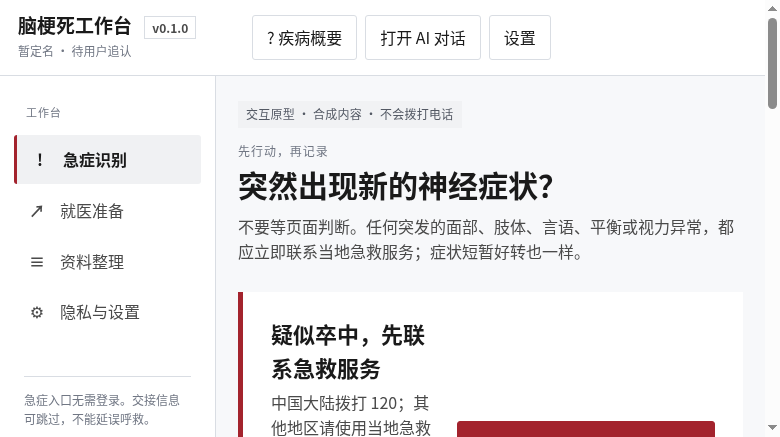 脑梗死工作台 v0.1.0
暂定名 · 待用户追认
? 疾病概要
打开 AI 对话
设置
工作台
! 急症识别
↗ 就医准备
≡ 资料整理
⚙ 隐私与设置
急症入口无需登录。交接信息
可跳过，不能延误呼救。
交互原型 · 合成内容 · 不会拨打电话
先行动，再记录
突然出现新的神经症状?
不要等页面判断。任何突发的面部、肢体、言语、平衡或视力异常，都
应立即联系当地急救服务；症状短暂好转也一样。
疑似卒中，先联
系急救服务
中国大陆拨打 120；其
他地区请使用当地急救